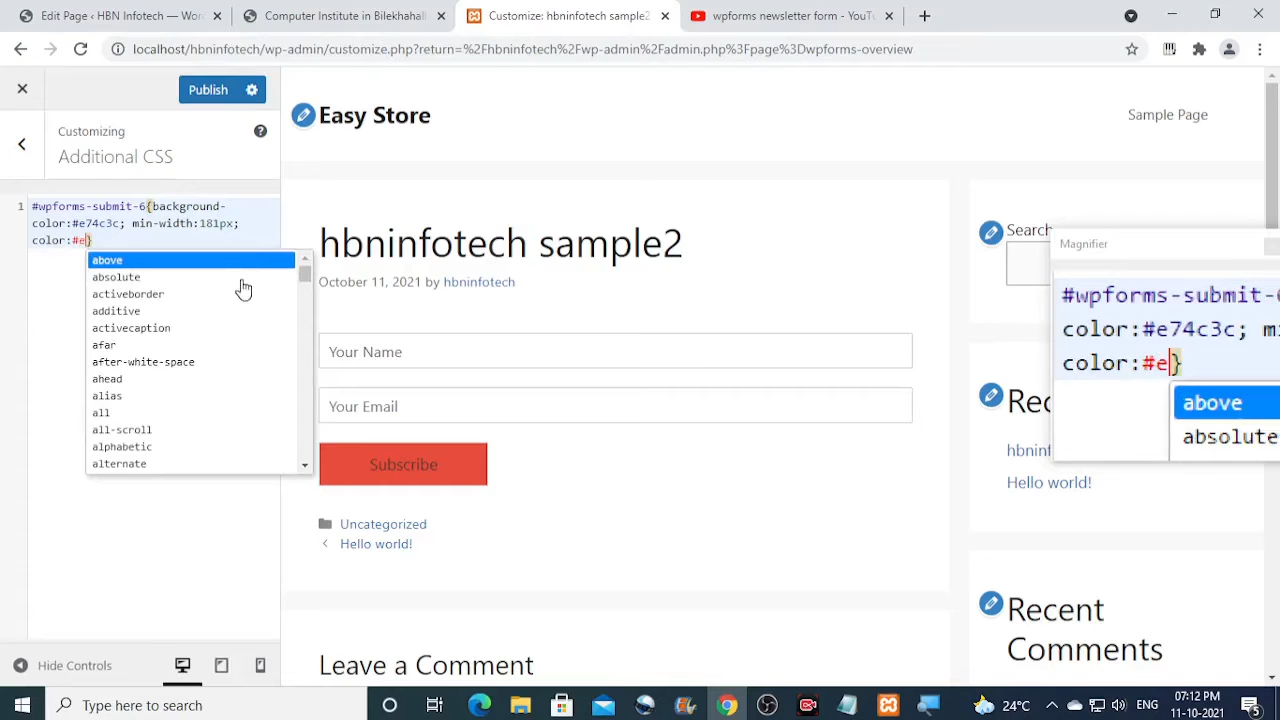 Edit Page ‹ HBN Infotech — Wor
Computer Institute in Bilekahall
Customize: hbninfotech sample2
wpforms newsletter form - YouT
localhost/hbninfotech/wp-admin/customize.php?return=%2Fhbninfotech%2Fwp-admin%2Fadmin.php%3Fpage%3Dwpforms-overview
Publish
Customizing
Additional CSS
1 #wpforms-submit-6{background-
color:#e74c3c; min-width:181px;
color:#e}
above
absolute
activeborder
additive
activecaption
afar
after-white-space
ahead
alias
all
all-scroll
alphabetic
alternate
Hide Controls
Easy Store
Sample Page
hbninfotech sample2
October 11, 2021 by hbninfotech
Your Name
Your Email
Subscribe
Uncategorized
Hello world!
Leave a Comment
Search
Magnifier
#wpforms-submit-6
color:#e74c3c; mi
color:#e}
above
absolute
Rec
hbninf
Hello world!
Recent
Comments
Type here to search
24°C
ENG
07:12 PM
11-10-2021
5